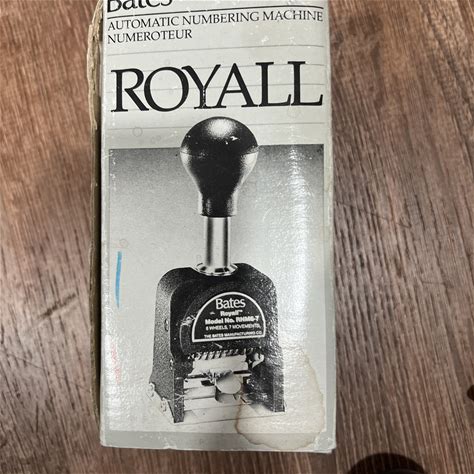 Bates
AUTOMATIC NUMBERING MACHINE
NUMEROTEUR
ROYALL
Bates
Royall™
Model No. RNM6-7
6 WHEELS, 7 MOVEMENTS,
THE BATES MANUFACTURING CO.